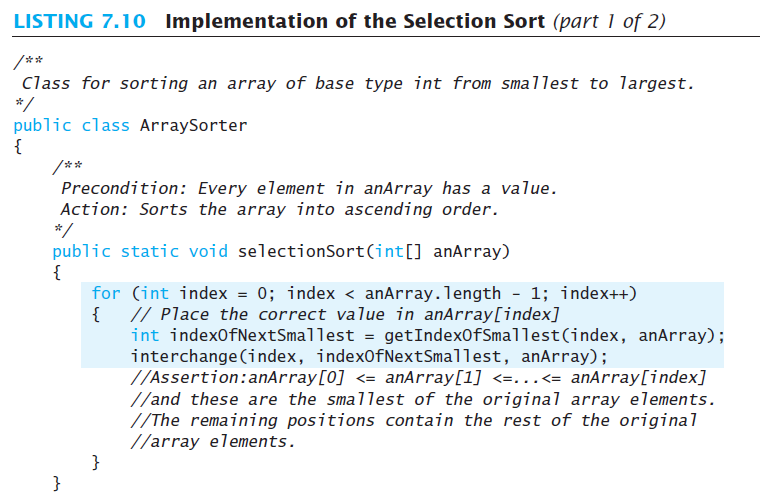 LISTING 7.10 Implementation of the Selection Sort (part 1 of 2)
/**
 Class for sorting an array of base type int from smallest to largest.
*/
public class ArraySorter
{
    /**
     Precondition: Every element in anArray has a value.
     Action: Sorts the array into ascending order.
    */
    public static void selectionSort(int[] anArray)
    {
        for (int index = 0; index < anArray.length - 1; index++)
        {   // Place the correct value in anArray[index]
            int indexOfNextSmallest = getIndexOfSmallest(index, anArray);
            interchange(index, indexOfNextSmallest, anArray);
            //Assertion:anArray[0] <= anArray[1] <=...<= anArray[index]
            //and these are the smallest of the original array elements.
            //The remaining positions contain the rest of the original
            //array elements.
        }
    }